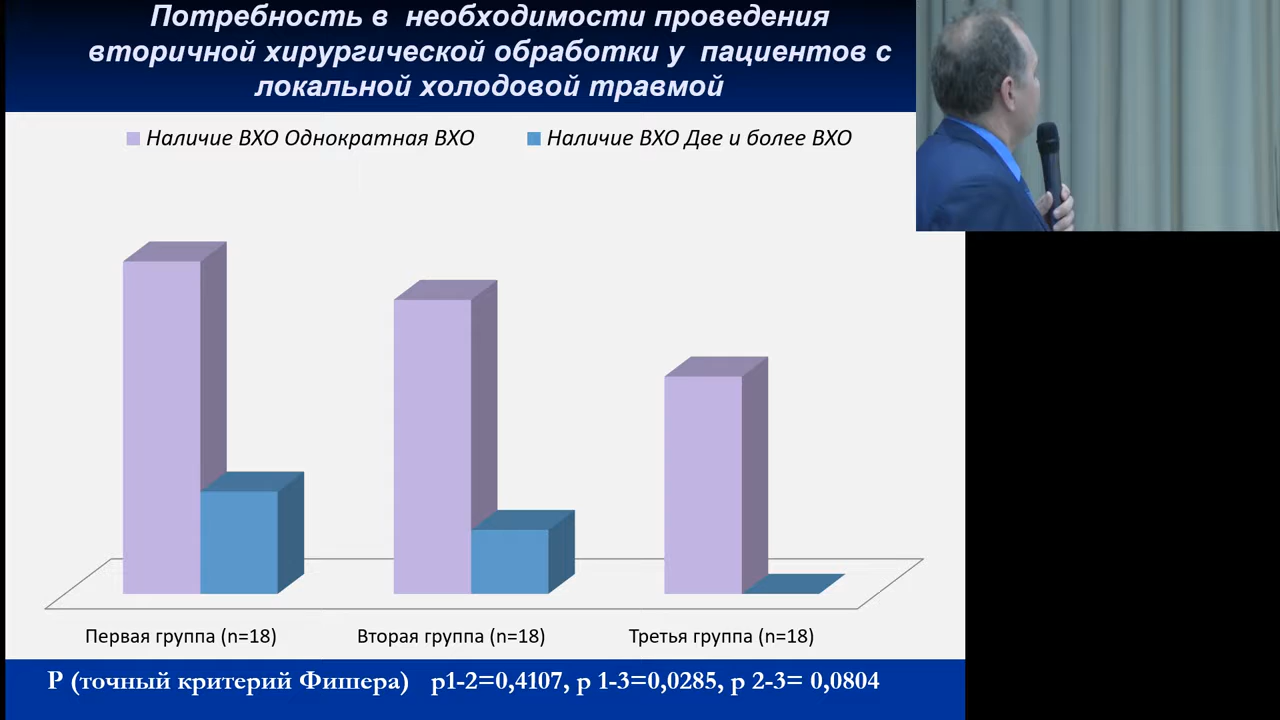 Потребность в  необходимости проведения
вторичной хирургической обработки у  пациентов с
локальной холодовой травмой
Наличие ВХО Однократная ВХО
Наличие ВХО Две и более ВХО
Первая группа (n=18)
Вторая группа (n=18)
Третья группа (n=18)
Р (точный критерий Фишера)   p1-2=0,4107, p 1-3=0,0285, p 2-3= 0,0804